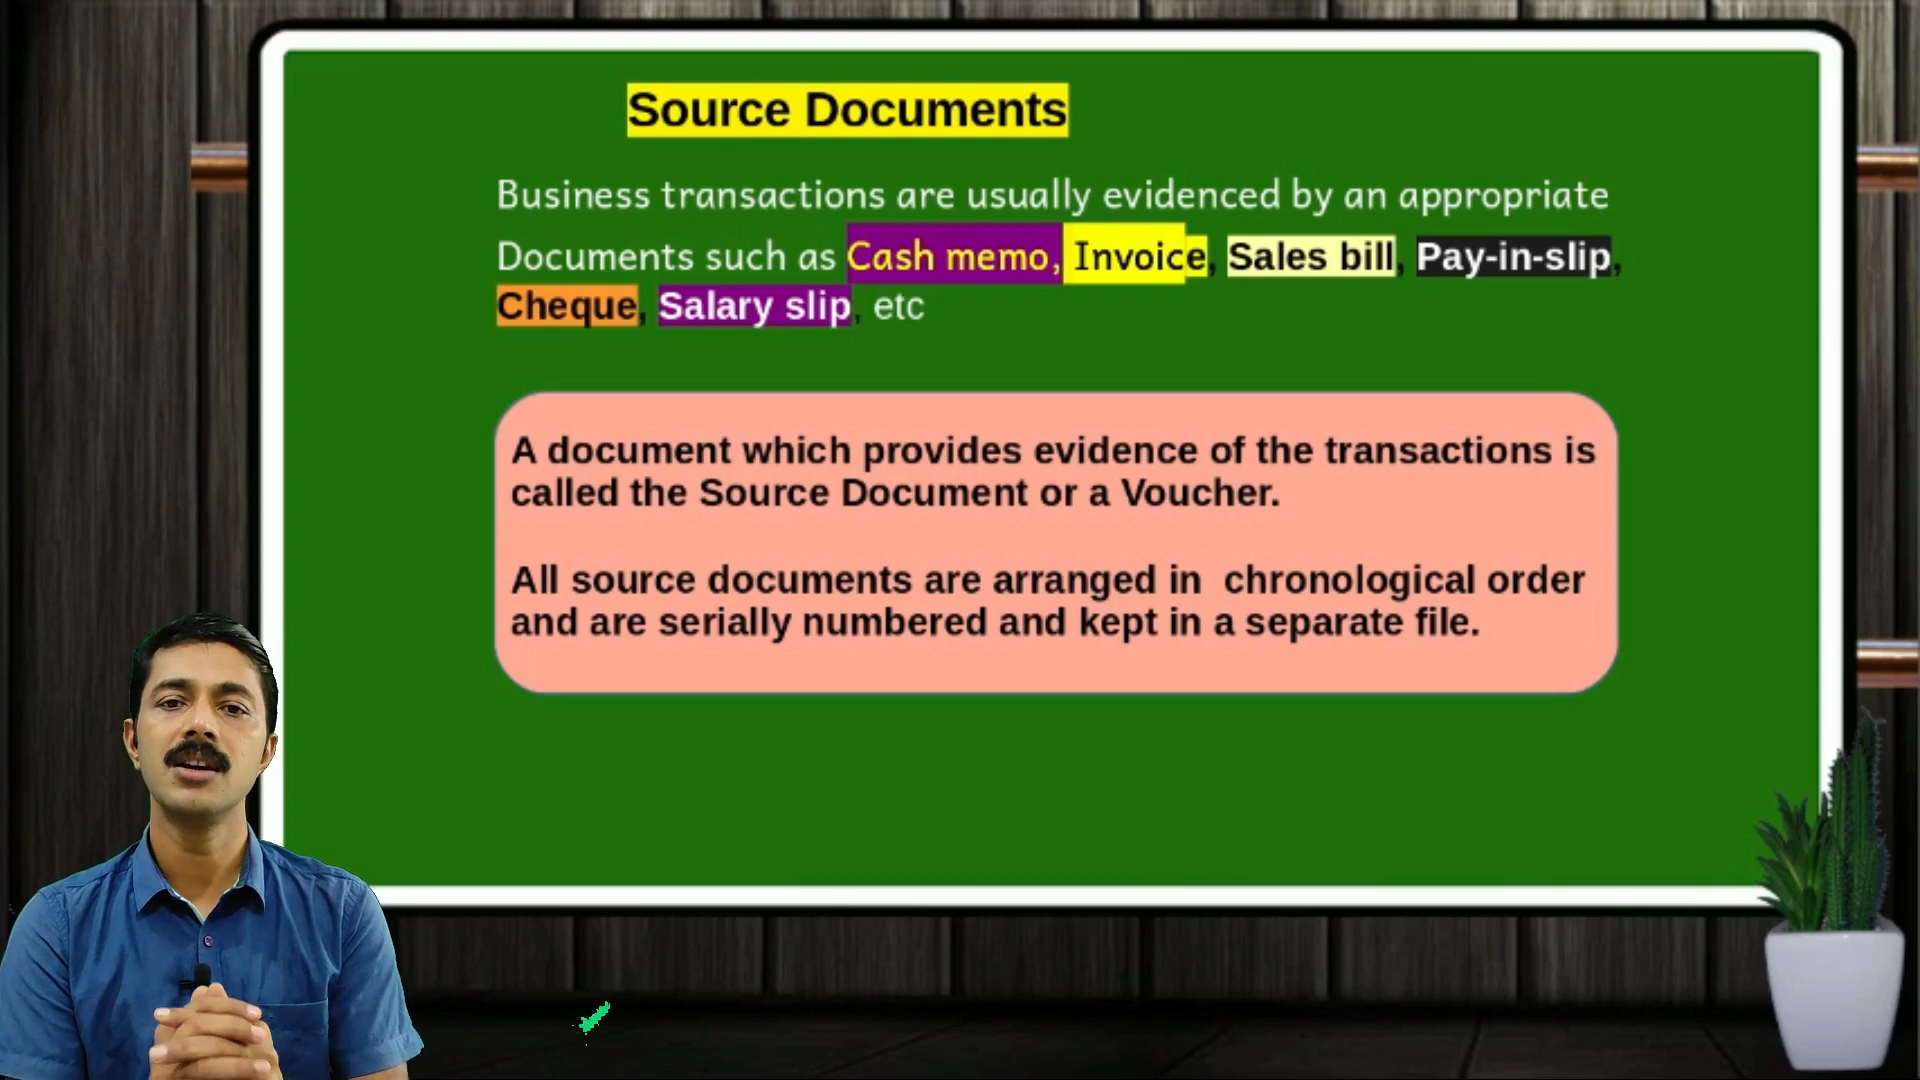 Source Documents
Business transactions are usually evidenced by an appropriate
Documents such as Cash memo, Invoice, Sales bill, Pay-in-slip,
Cheque, Salary slip, etc
A document which provides evidence of the transactions is
called the Source Document or a Voucher.
All source documents are arranged in chronological order
and are serially numbered and kept in a separate file.